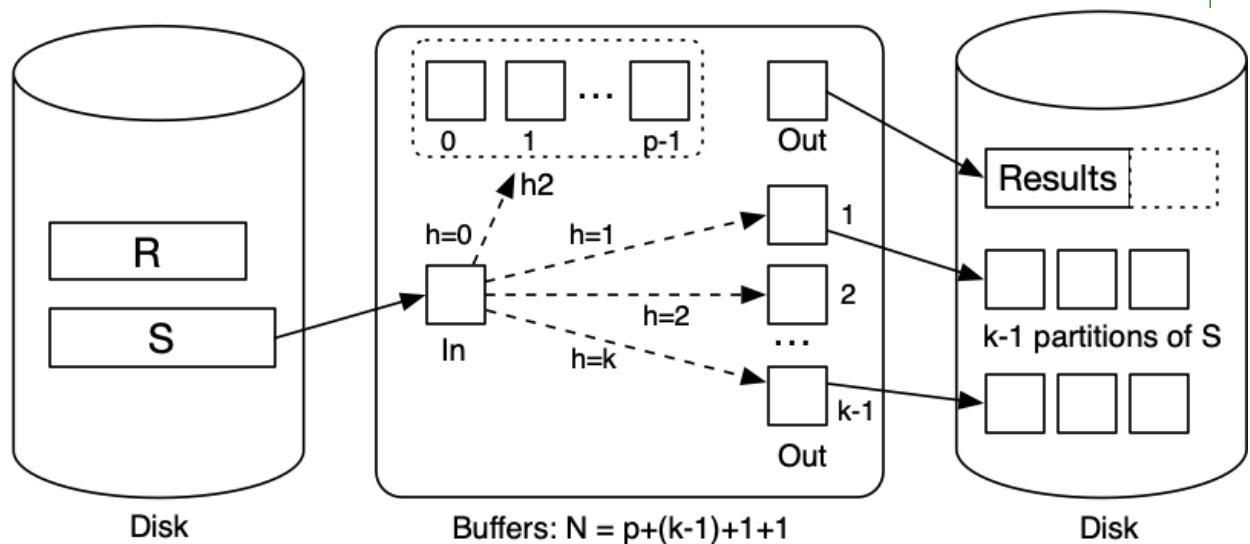 R
S
Disk
0 1 ... p-1
h2
h=0
h=1
h=2
h=k
In
Out
1
2
...
k-1
Out
Buffers: N = p+(k-1)+1+1
Results
k-1 partitions of S
Disk